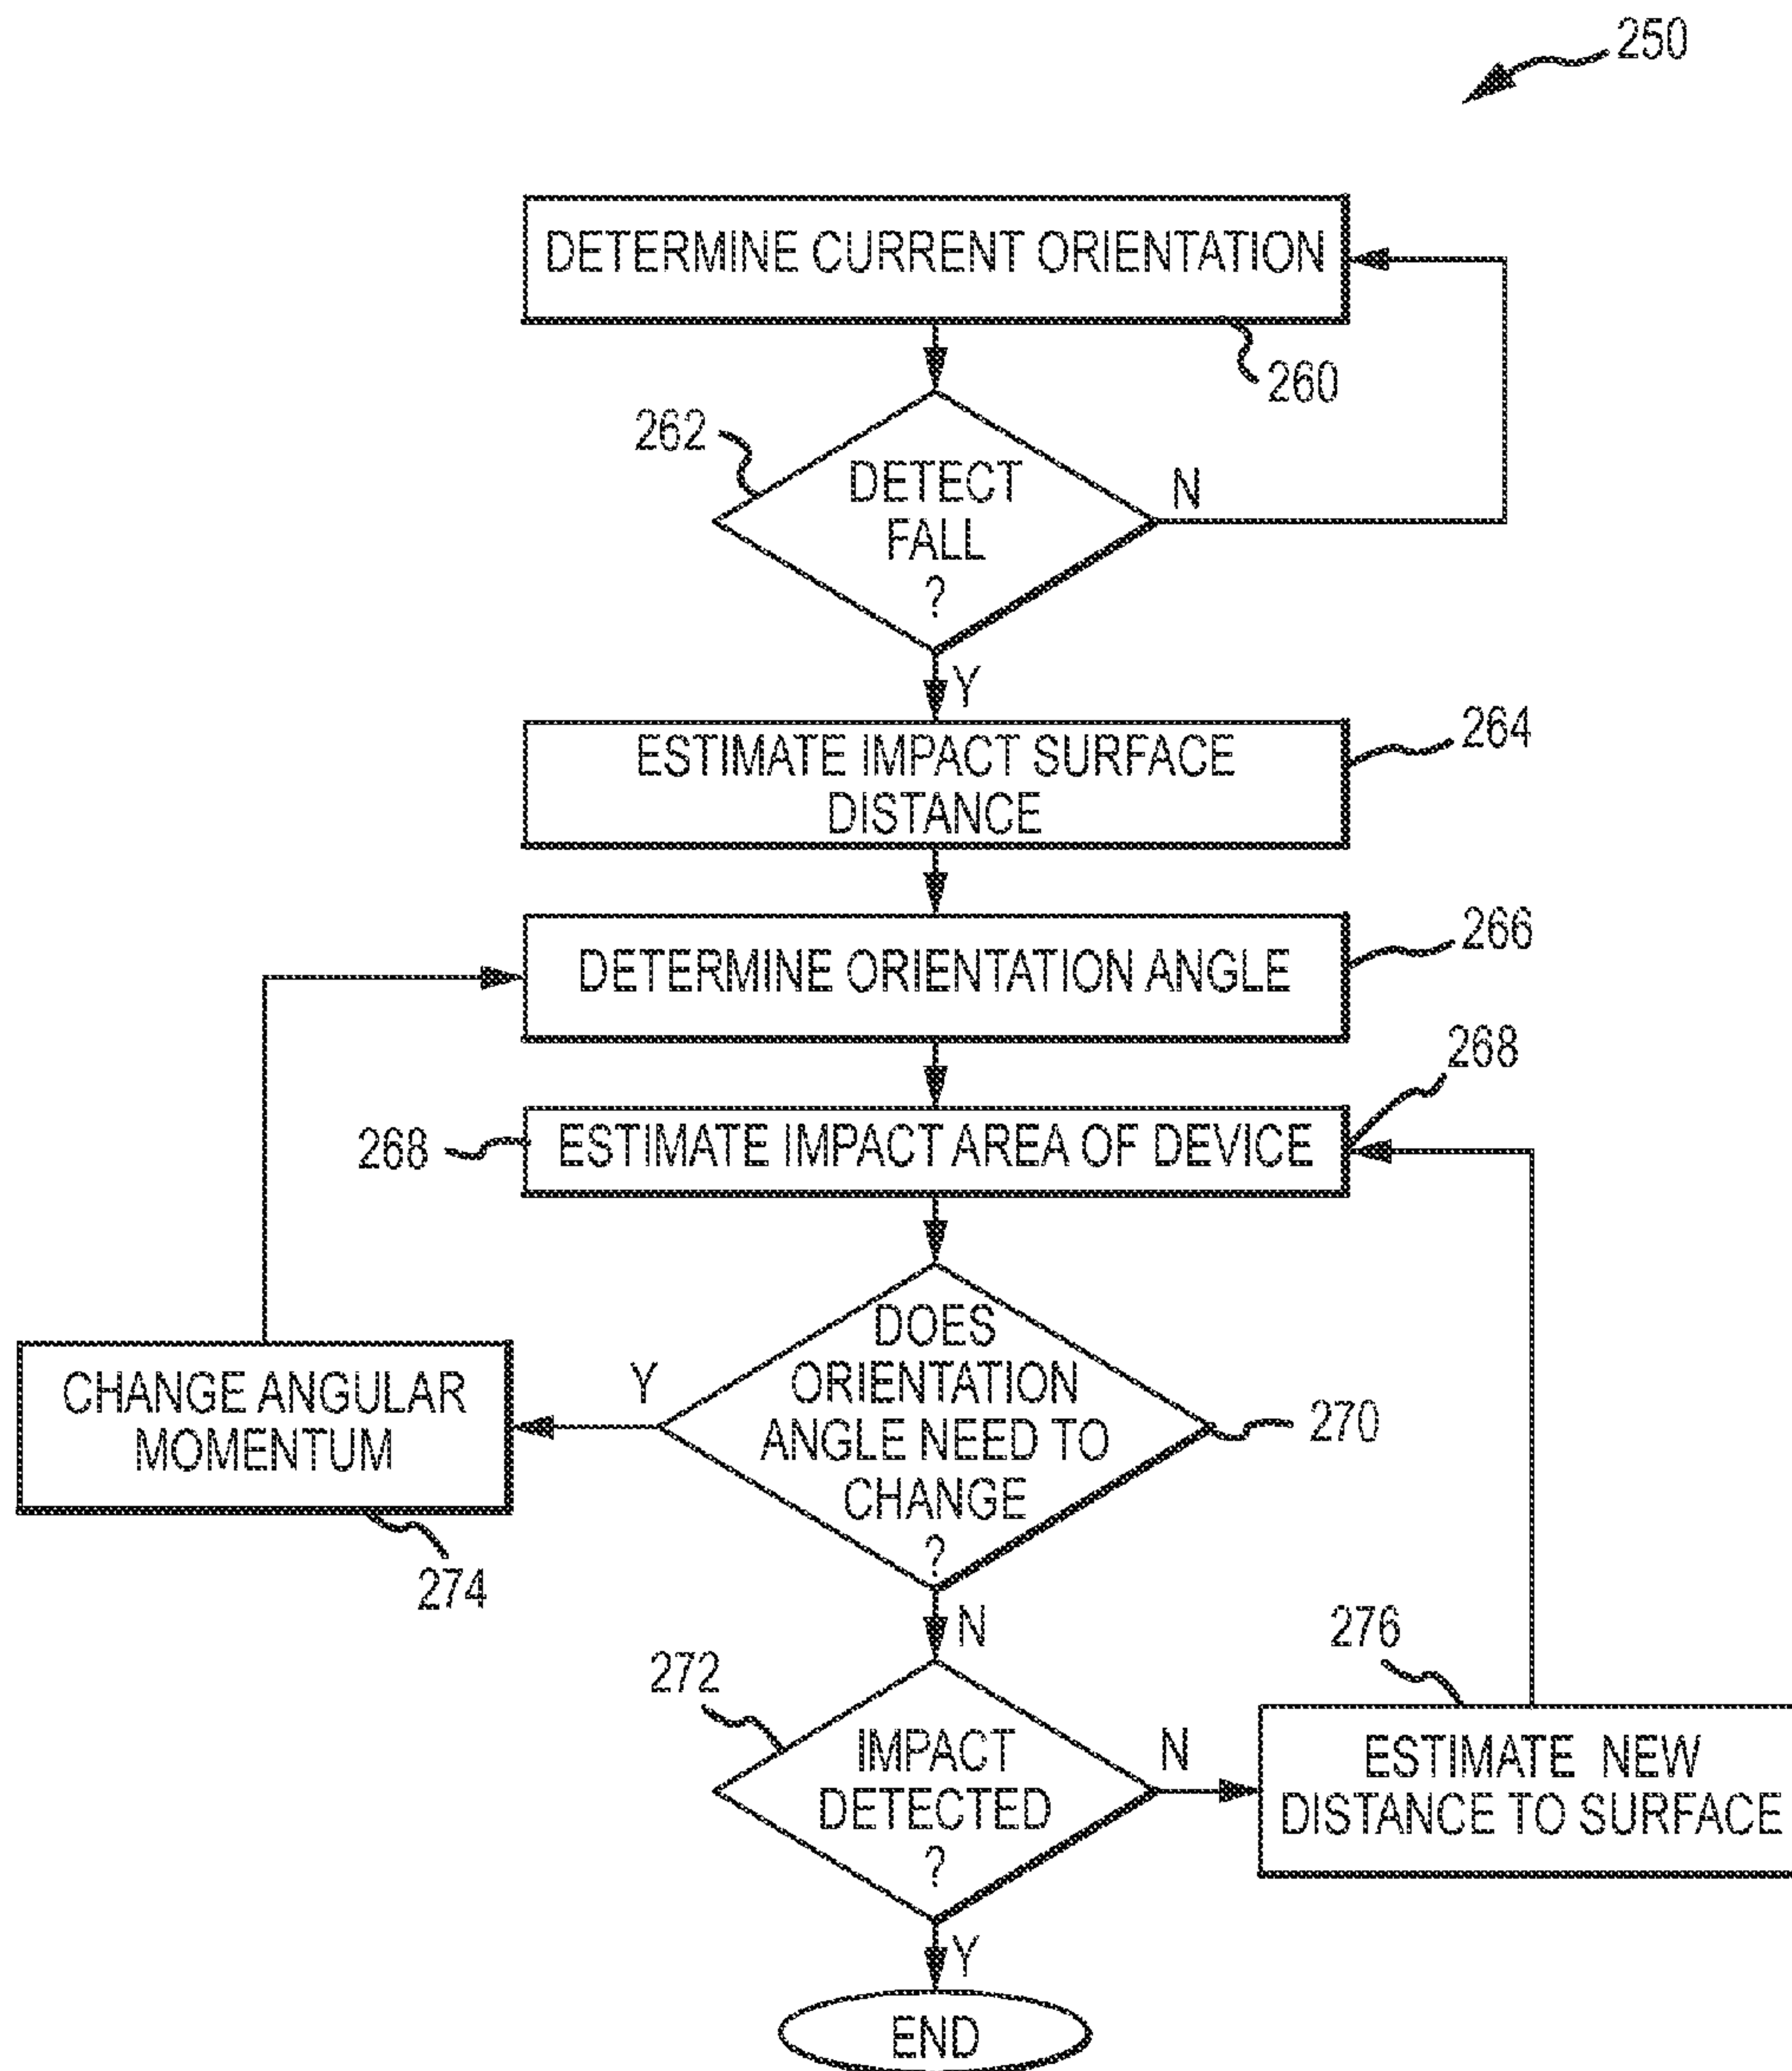 250
DETERMINE CURRENT ORIENTATION
260
262
DETECT
FALL
?
N
Y
ESTIMATE IMPACT SURFACE
DISTANCE
264
DETERMINE ORIENTATION ANGLE
266
268
268
ESTIMATE IMPACT AREA OF DEVICE
DOES
ORIENTATION
ANGLE NEED TO
CHANGE
?
270
Y
CHANGE ANGULAR
MOMENTUM
274
N
272
IMPACT
DETECTED
?
N
276
ESTIMATE NEW
DISTANCE TO SURFACE
Y
END